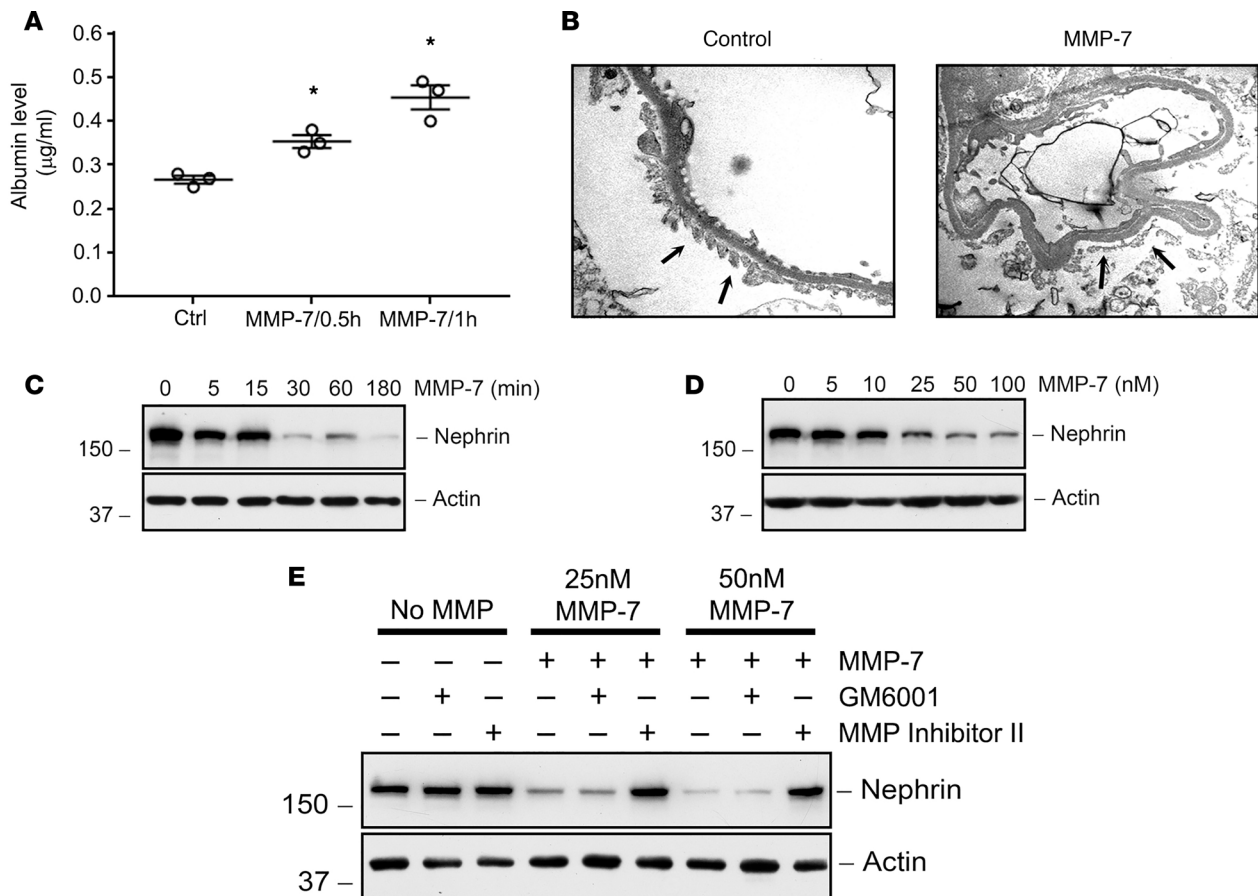 A
Albumin level
(μg/ml)
0.6
0.5
0.4
0.3
0.2
0.1
0.0
*
*
Ctrl MMP-7/0.5h MMP-7/1h
B
Control MMP-7
C
0 5 15 30 60 180 MMP-7 (min)
150 – – Nephrin
37 – – Actin
D
0 5 10 25 50 100 MMP-7 (nM)
150 – – Nephrin
37 – – Actin
E
No MMP 25nM MMP-7 50nM MMP-7
– – – + + + + + + MMP-7
– + – – + – – + – GM6001
– – + – – + – – + MMP Inhibitor II
150 – – Nephrin
37 – – Actin